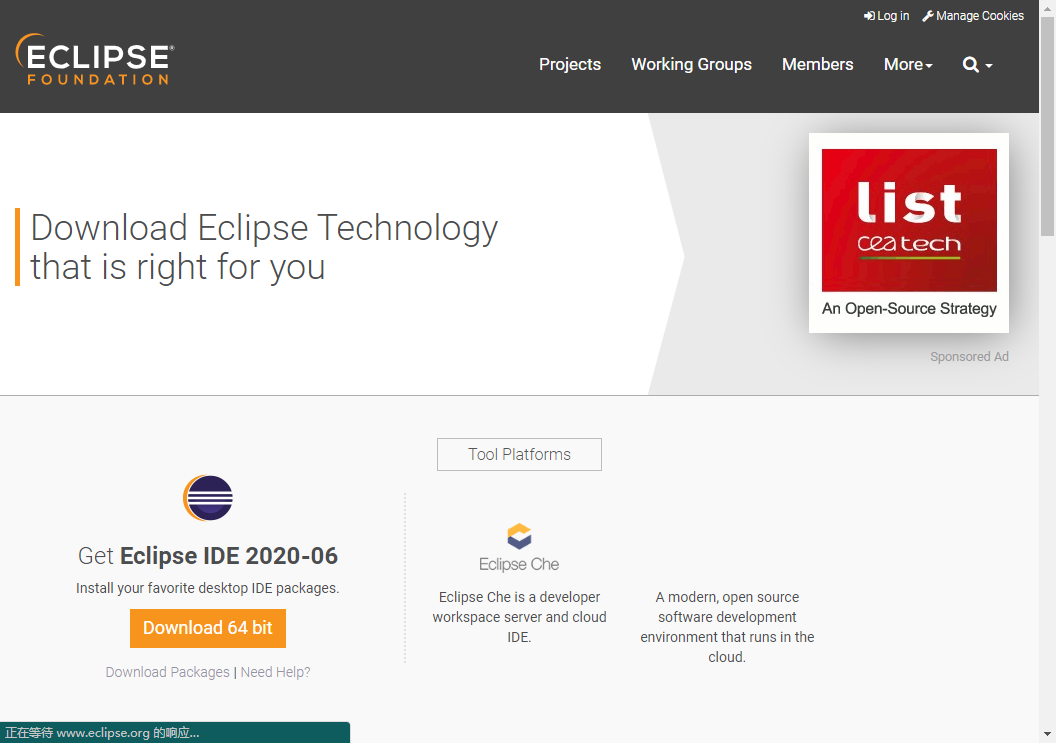 Log in Manage Cookies
ECLIPSE®
FOUNDATION
Projects Working Groups Members More
list
ceatech
An Open-Source Strategy
Sponsored Ad
Download Eclipse Technology
that is right for you
Tool Platforms
Get Eclipse IDE 2020-06
Install your favorite desktop IDE packages.
Download 64 bit
Download Packages | Need Help?
Eclipse Che
Eclipse Che is a developer
workspace server and cloud
IDE.
A modern, open source
software development
environment that runs in the
cloud.
正在等待 www.eclipse.org 的响应...